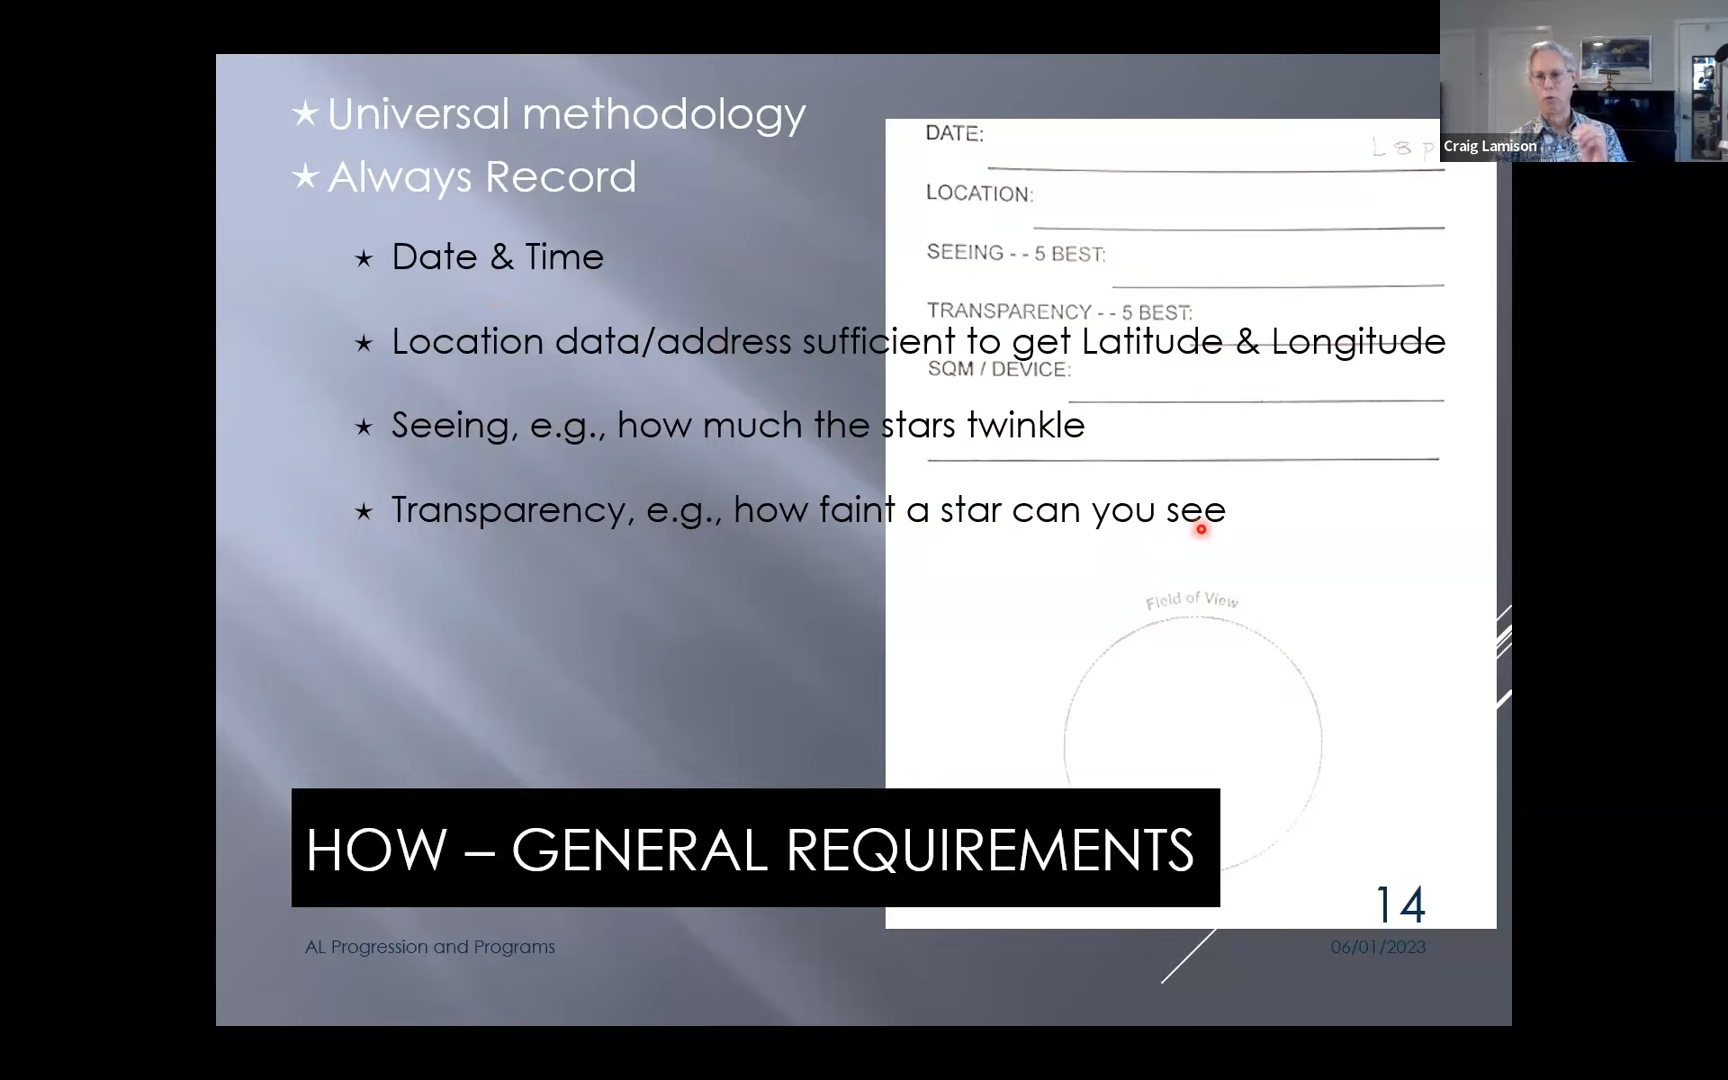 ★ Universal methodology
★ Always Record
★ Date & Time
★ Location data/address sufficient to get Latitude & Longitude
★ Seeing, e.g., how much the stars twinkle
★ Transparency, e.g., how faint a star can you see
DATE:
LOCATION:
SEEING - - 5 BEST:
TRANSPARENCY - - 5 BEST:
SQM / DEVICE:
Field of View
HOW – GENERAL REQUIREMENTS
14
AL Progression and Programs
06/01/2023
Craig Lamison